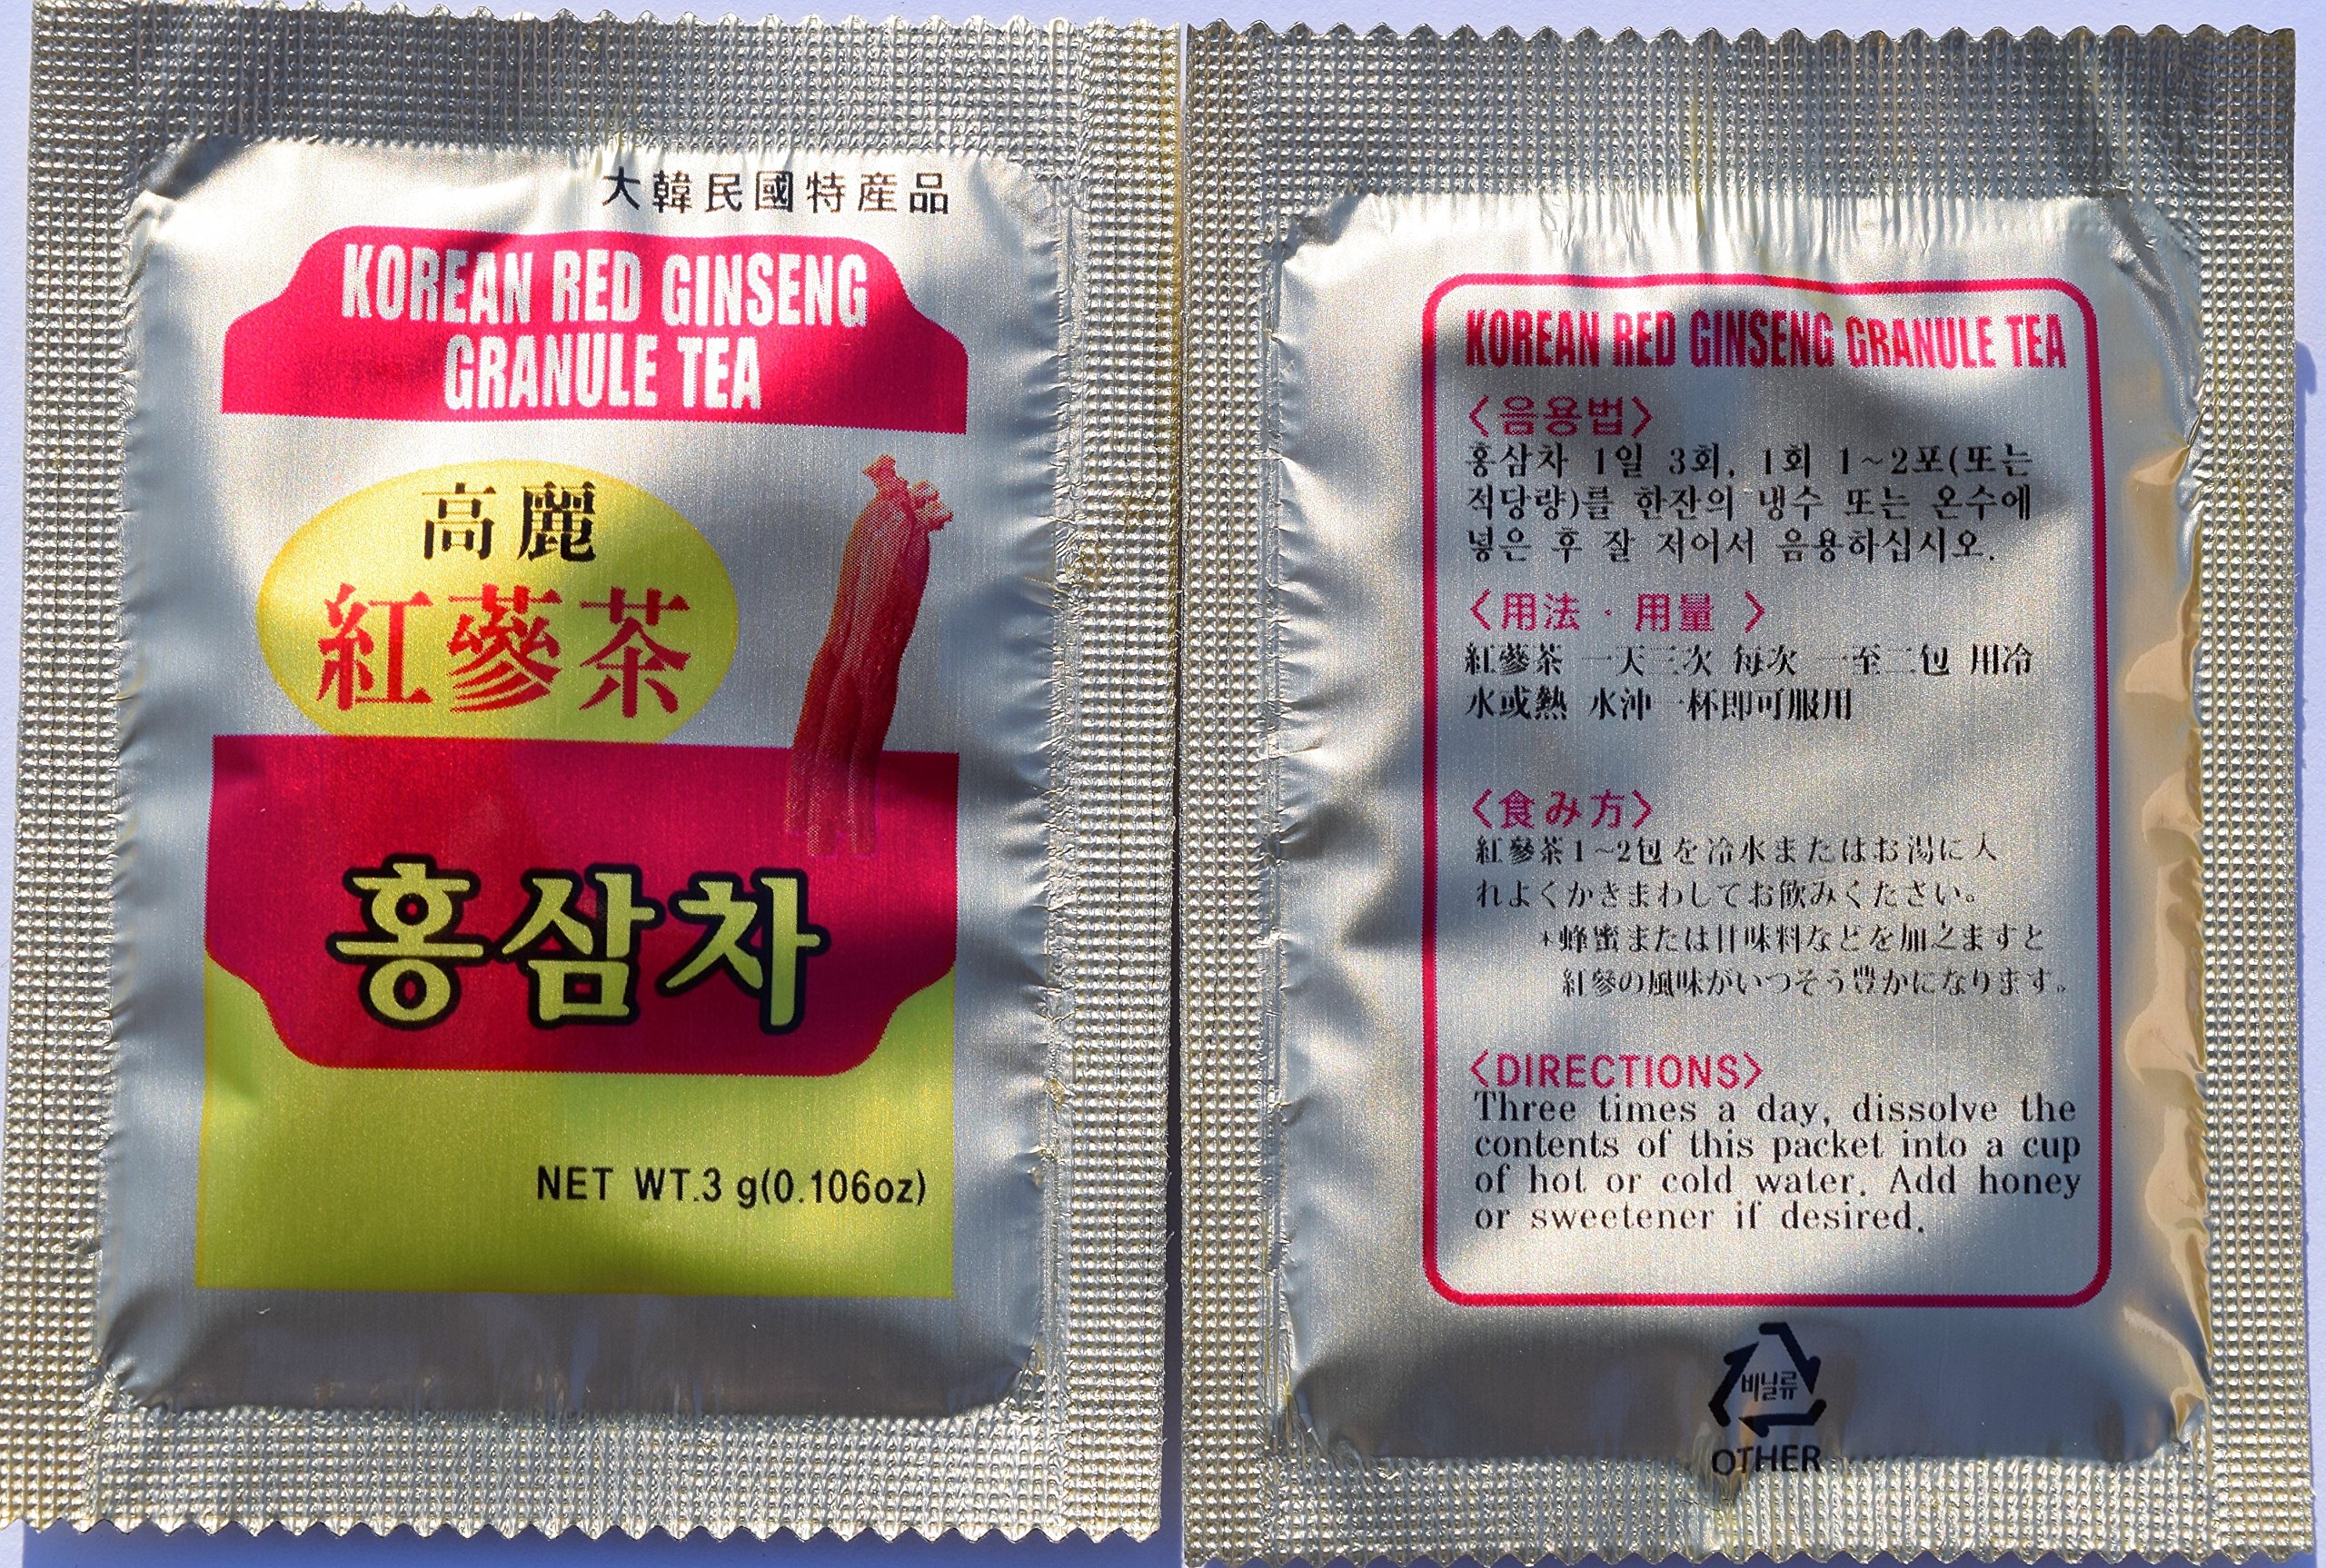 大韓民國特産品
KOREAN RED GINSENG
GRANULE TEA
高麗
紅蔘茶
홍삼차
NET WT.3 g(0.106oz)
KOREAN RED GINSENG GRANULE TEA
〈음용법〉
홍삼차 1일 3회, 1회 1~2포(또는
적당량)를 한잔의 냉수 또는 온수에
넣은 후 잘 저어서 음용하십시오.
〈用法 · 用量 〉
紅蔘茶 一天三次 每次 一至二包 用冷
水或熱 水沖一杯即可服用
〈食み方〉
紅參茶1~2包を冷水またはお湯に入
れよくかきまわしてお飲みくたさい。
*蜂蜜または甘味料などを加之ますと
紅參の風味がいつそう豊かになります。
〈DIRECTIONS〉
Three times a day, dissolve the
contents of this packet into a cup
of hot or cold water. Add honey
or sweetener if desired.
비닐류
OTHER